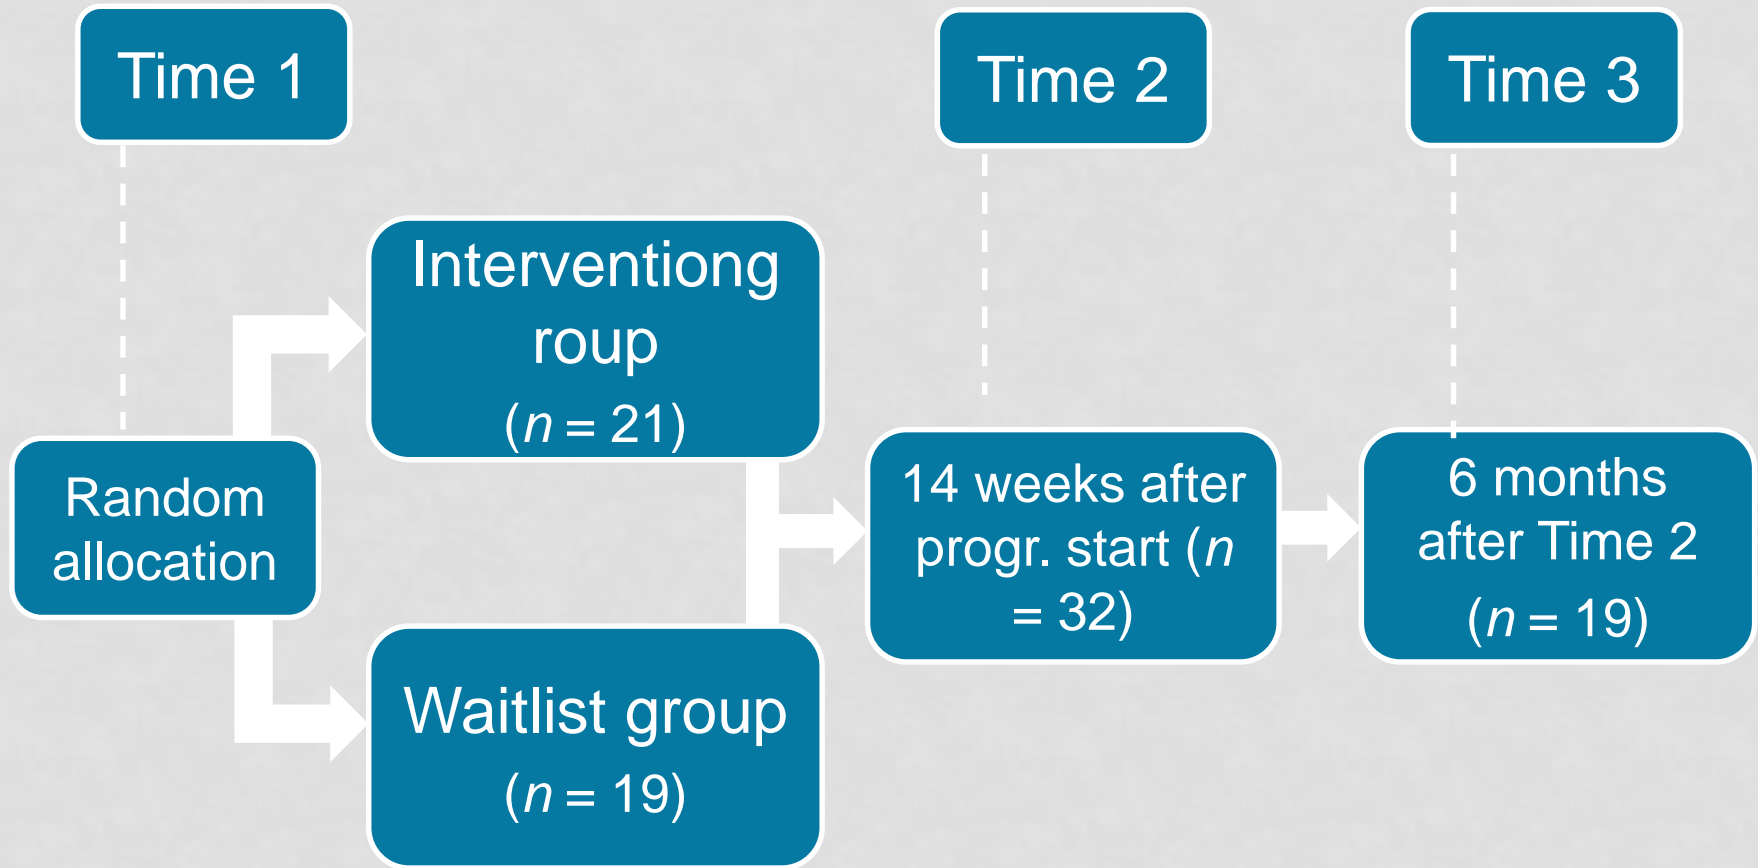 Time 1
Time 2
Time 3
Interventiong
roup
(n = 21)
Random
allocation
14 weeks after
progr. start (n
= 32)
6 months
after Time 2
(n = 19)
Waitlist group
(n = 19)